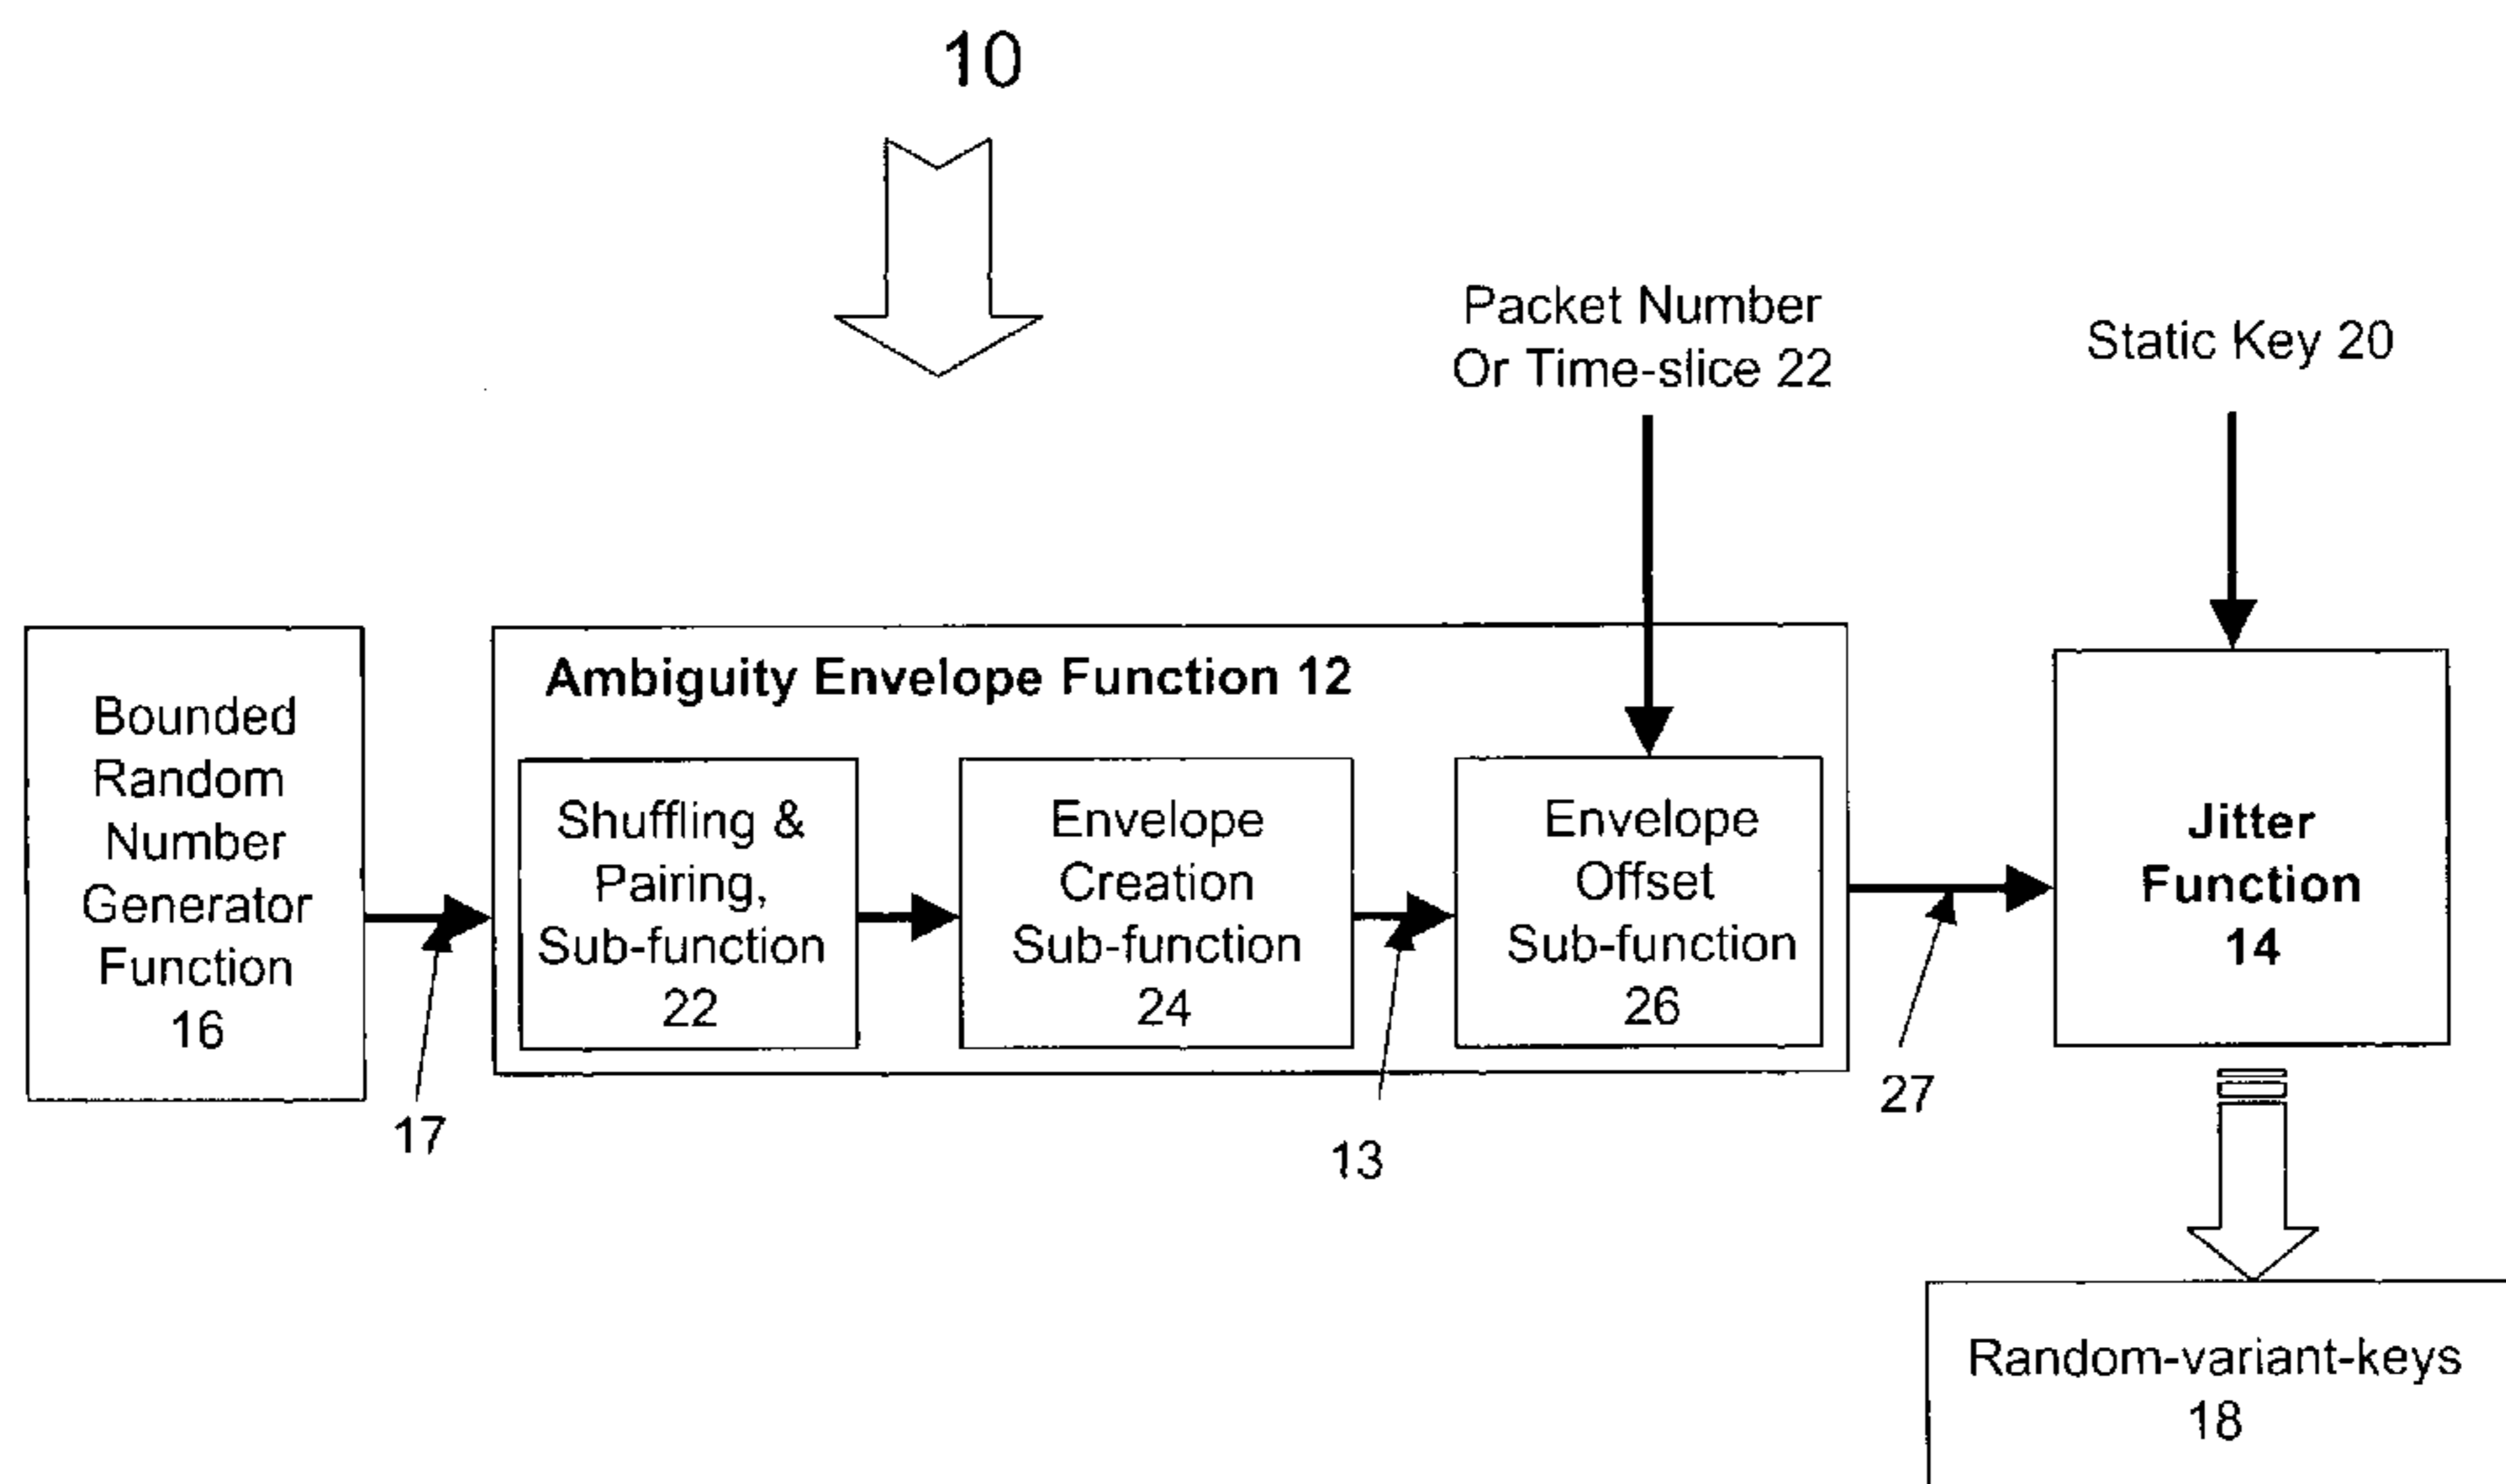 10
Packet Number
Or Time-slice 22
Static Key 20
Ambiguity Envelope Function 12
Bounded
Random
Number
Generator
Function
16
Shuffling &
Pairing,
Sub-function
22
Envelope
Creation
Sub-function
24
Envelope
Offset
Sub-function
26
Jitter
Function
14
17
13
27
Random-variant-keys
18